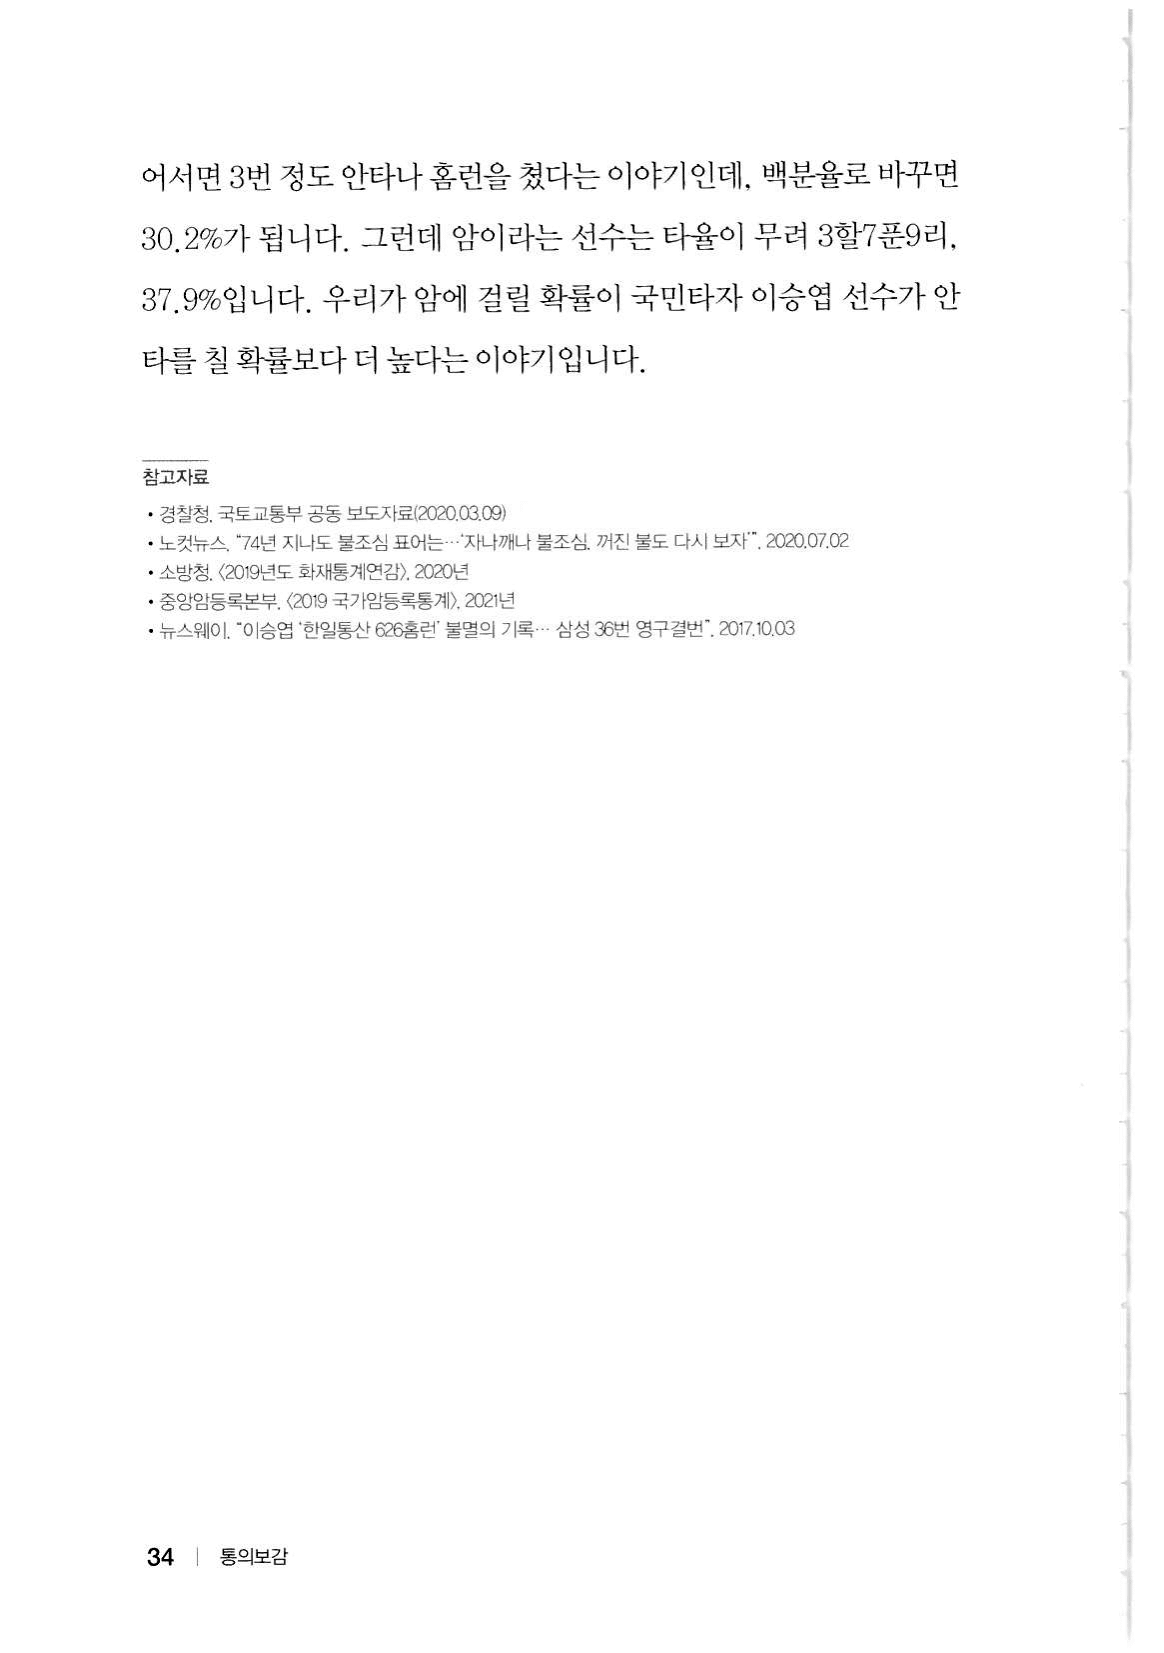 어서면 3번 정도 안타나 홈런을 쳤다는 이야기인데, 백분율로 바꾸면
30.2%가 됩니다. 그런데 암이라는 선수는 타율이 무려 3할7푼9리,
37.9%입니다. 우리가 암에 걸릴 확률이 국민타자 이승엽 선수가 안
타를 칠 확률보다 더 높다는 이야기입니다.
참고자료
• 경찰청, 국토교통부 공동 보도자료(2020.03.09)
• 노컷뉴스, “74년 지나도 불조심 표어는…‘자나깨나 불조심, 꺼진 불도 다시 보자’”, 2020.07.02
• 소방청, 〈2019년도 화재통계연감〉, 2020년
• 중앙암등록본부, 〈2019 국가암등록통계〉, 2021년
• 뉴스웨이, “이승엽 ‘한일통산 626홈런’ 불멸의 기록… 삼성 36번 영구결번”, 2017.10.03
34 | 통의보감